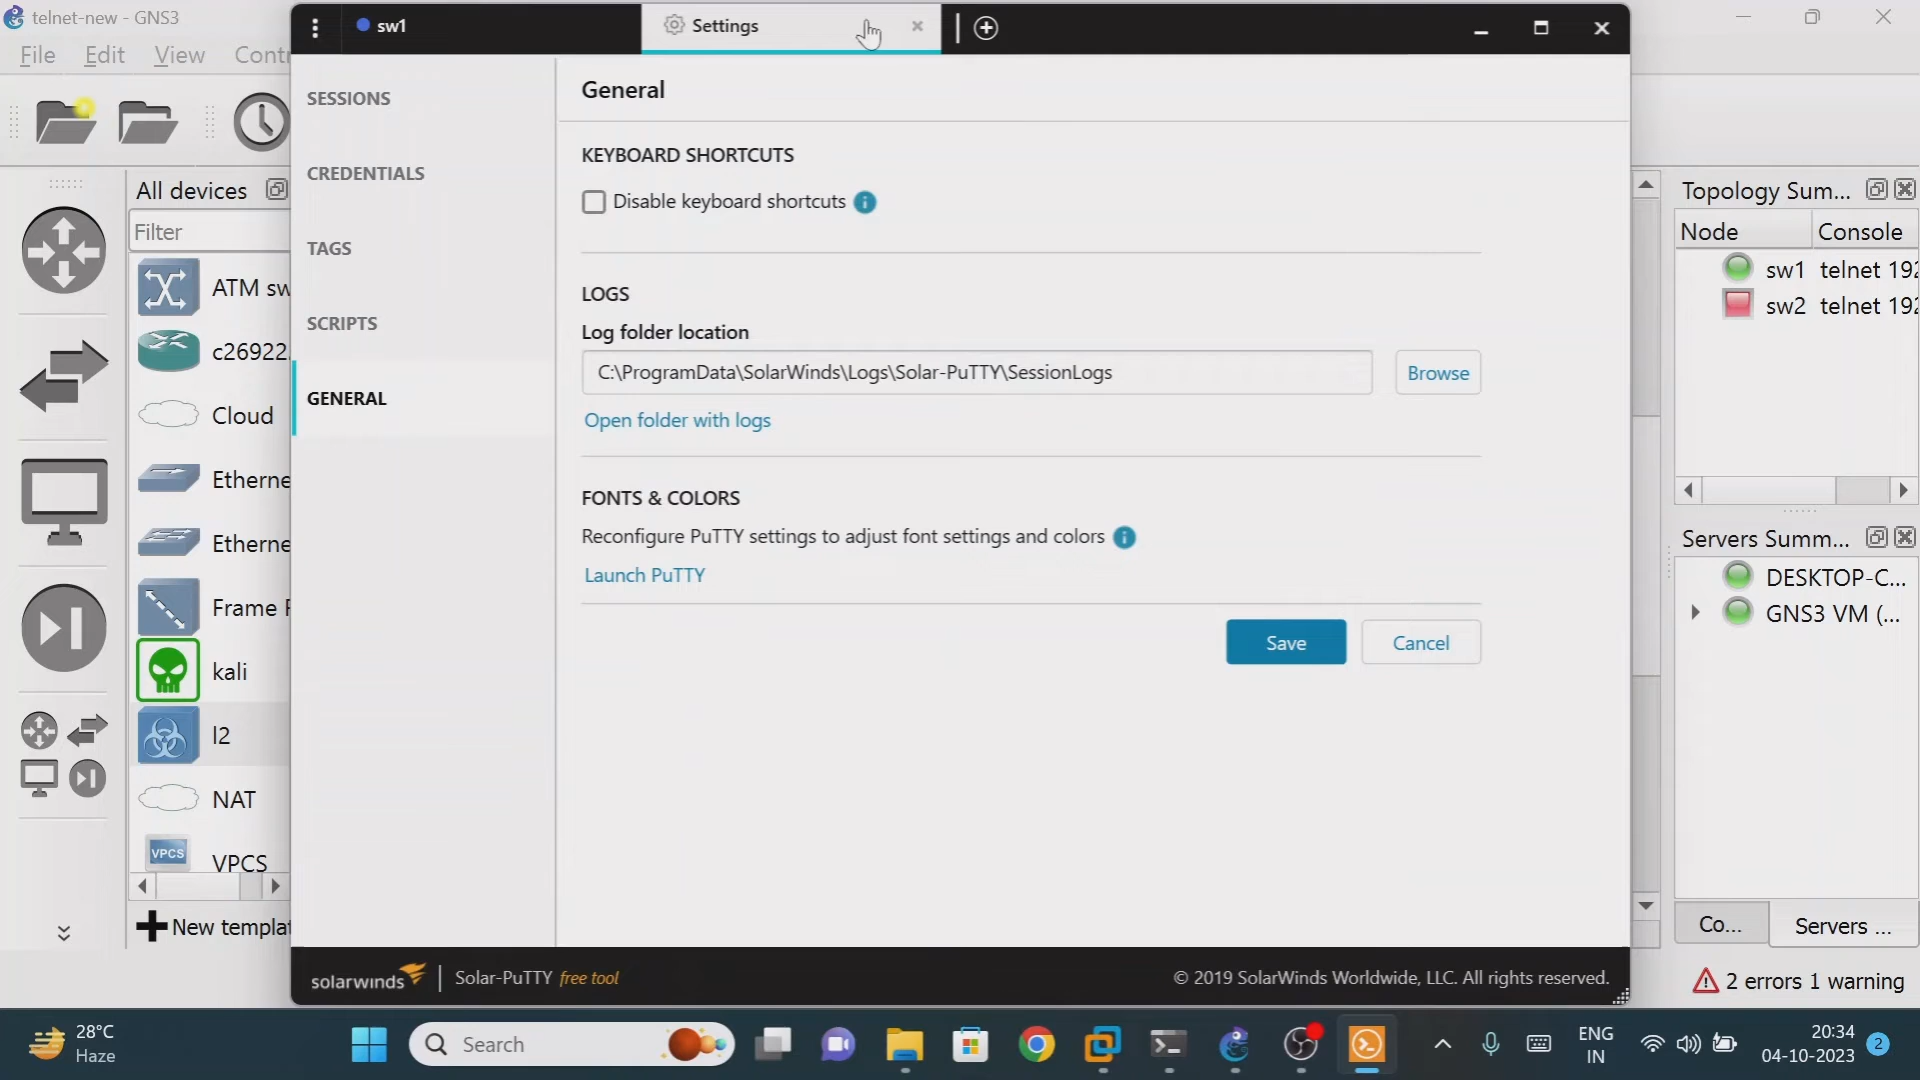 telnet-new - GNS3
File Edit View Contr
sw1
Settings
SESSIONS
CREDENTIALS
TAGS
SCRIPTS
GENERAL
General
KEYBOARD SHORTCUTS
Disable keyboard shortcuts
LOGS
Log folder location
C:\ProgramData\SolarWinds\Logs\Solar-PuTTY\SessionLogs
Browse
Open folder with logs
FONTS & COLORS
Reconfigure PuTTY settings to adjust font settings and colors
Launch PuTTY
Save
Cancel
solarwinds
Solar-PuTTY free tool
© 2019 SolarWinds Worldwide, LLC. All rights reserved.
All devices
Filter
ATM sw
c26922
Cloud
Etherne
Etherne
Frame
kali
l2
NAT
VPCS
VPCS
New templat
Topology Sum...
Node Console
sw1 telnet 192
sw2 telnet 192
Servers Summ...
DESKTOP-C...
GNS3 VM (...
Co...
Servers ...
2 errors 1 warning
28°C
Haze
Search
ENG
IN
20:34
04-10-2023
2